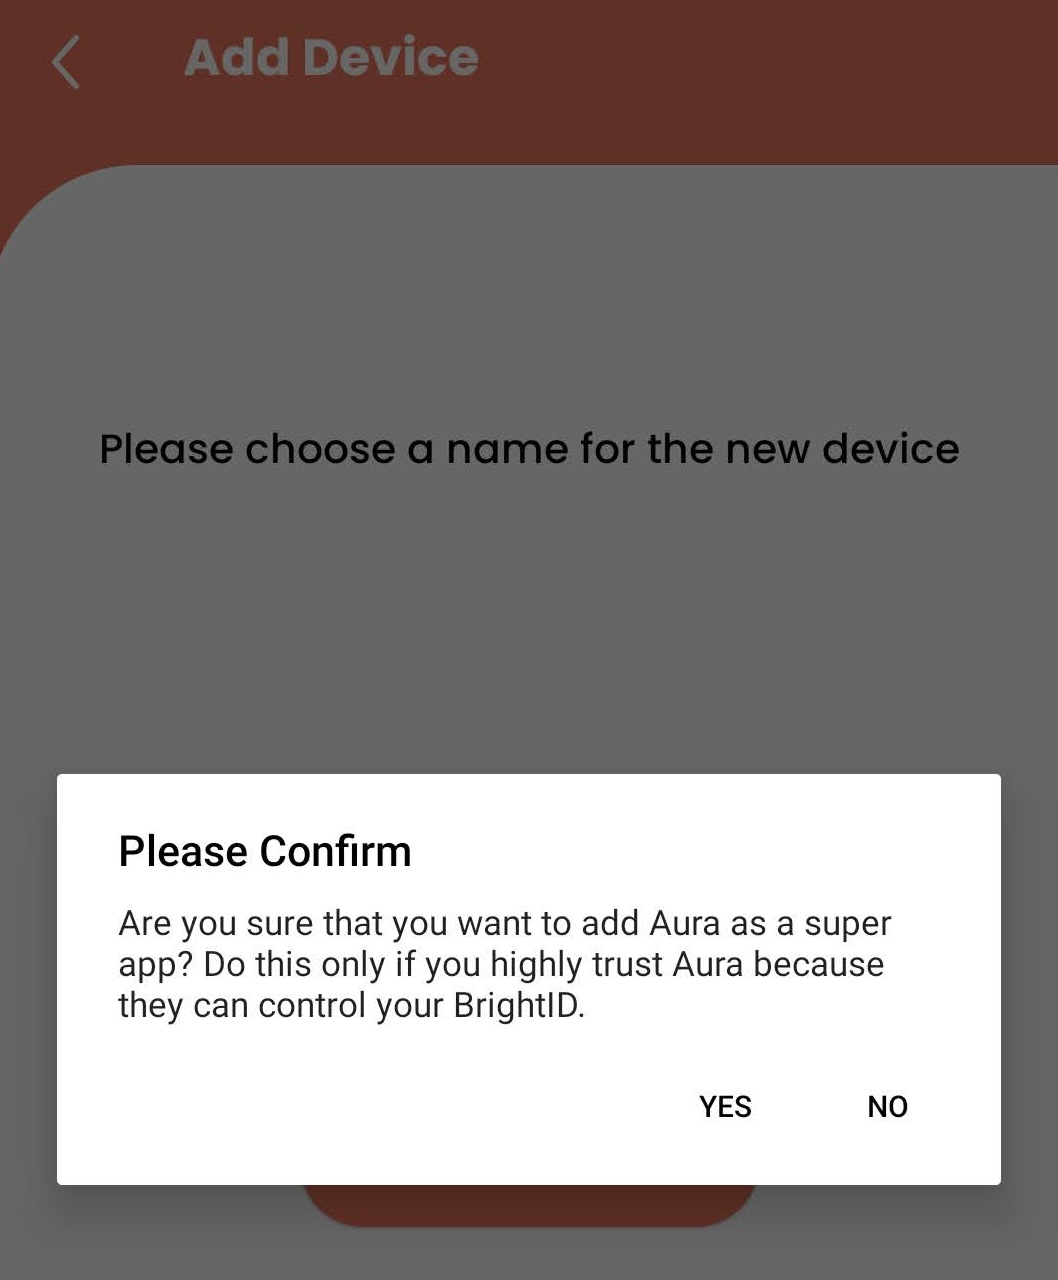 Add Device
Please choose a name for the new device
Please Confirm
Are you sure that you want to add Aura as a super
app? Do this only if you highly trust Aura because
they can control your BrightID.
YES NO